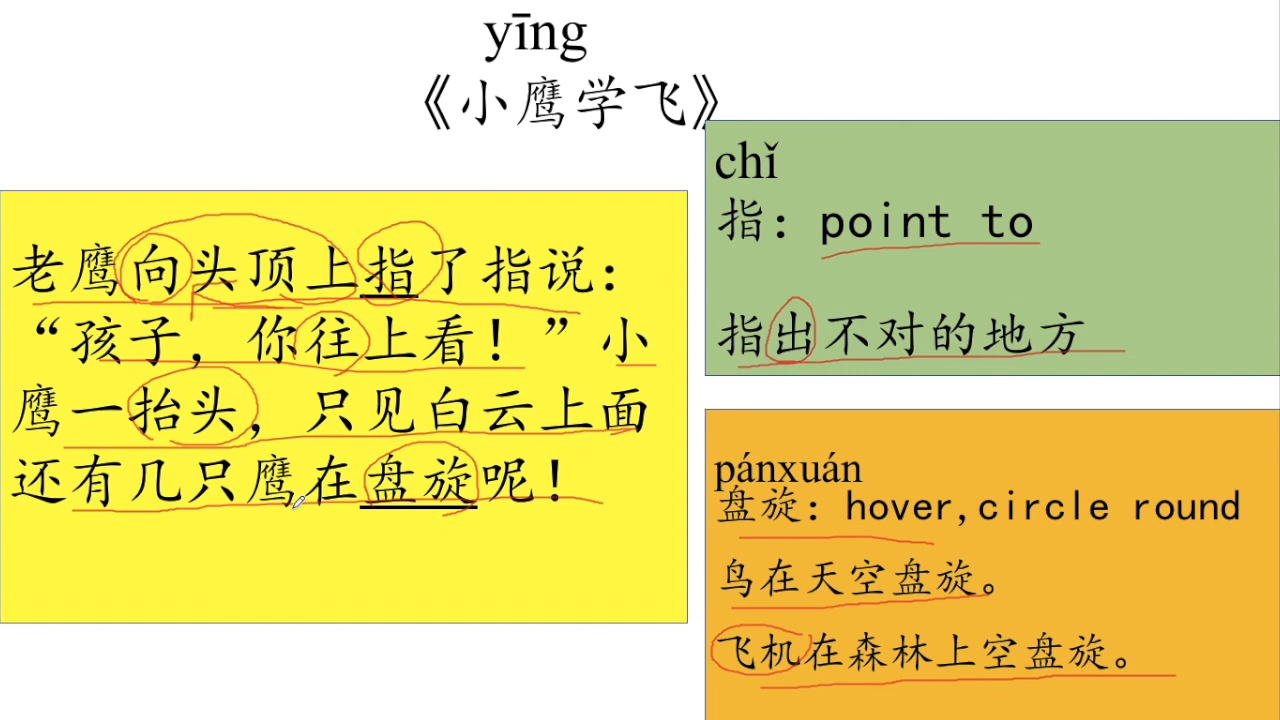 yīng
《小鹰学飞》
老鹰向头顶上指了指说：
“孩子，你往上看！”小
鹰一抬头，只见白云上面
还有几只鹰在盘旋呢！
chǐ
指：point to
指出不对的地方
pánxuán
盘旋：hover,circle round
鸟在天空盘旋。
飞机在森林上空盘旋。